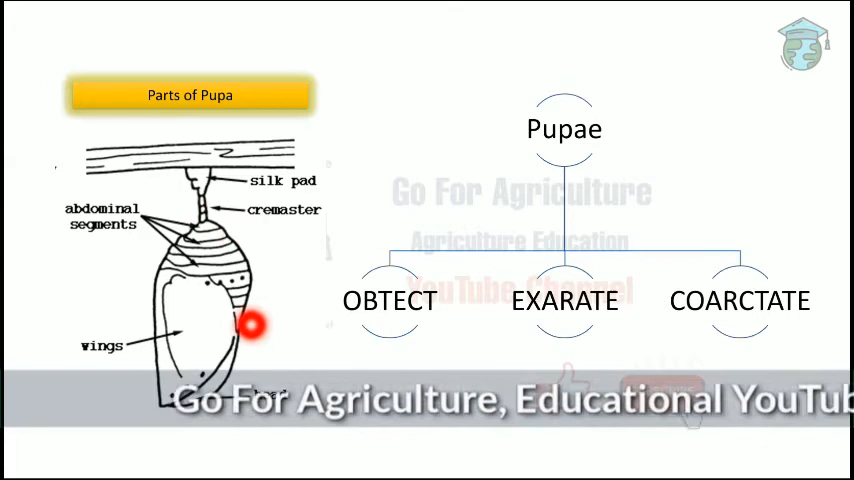 Parts of Pupa
silk pad
cremaster
abdominal
segments
wings
Pupae
OBTECT
EXARATE
COARCTATE
Go For Agriculture
Agriculture Education
YouTube Channel
Go For Agriculture, Educational YouTub